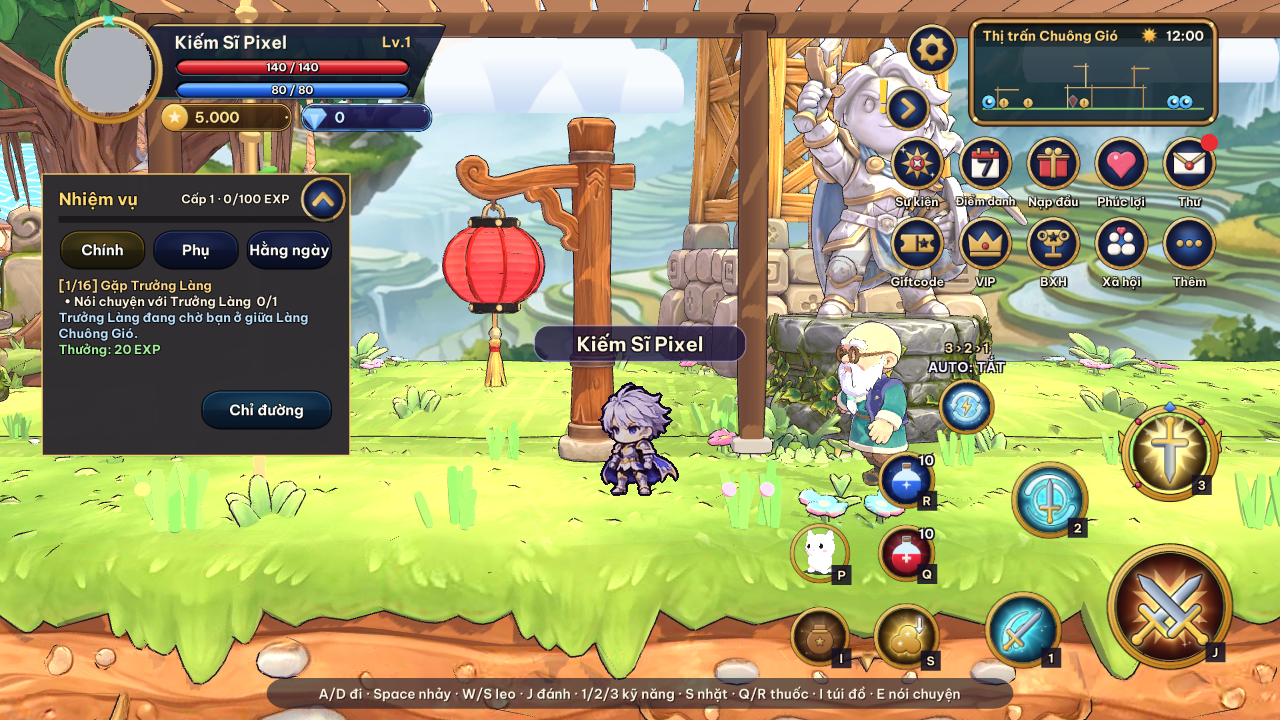 Kiếm Sĩ Pixel
Lv.1
140 / 140
80 / 80
5.000
0
Thị trấn Chuông Gió
12:00
Nhiệm vụ
Cấp 1 · 0/100 EXP
Chính
Phụ
Hằng ngày
[1/16] Gặp Trưởng Làng
• Nói chuyện với Trưởng Làng 0/1
Trưởng Làng đang chờ bạn ở giữa Làng
Chuông Gió.
Thưởng: 20 EXP
Chỉ đường
7
Sự kiện
Điểm danh
Nạp đầu
Phúc lợi
Thư
Giftcode
VIP
BXH
Xã hội
Thêm
Kiếm Sĩ Pixel
3›2›1
AUTO: TẮT
10
R
3
2
10
P
Q
I
S
1
J
A/D đi · Space nhảy · W/S leo · J đánh · 1/2/3 kỹ năng · S nhặt · Q/R thuốc · I túi đồ · E nói chuyện